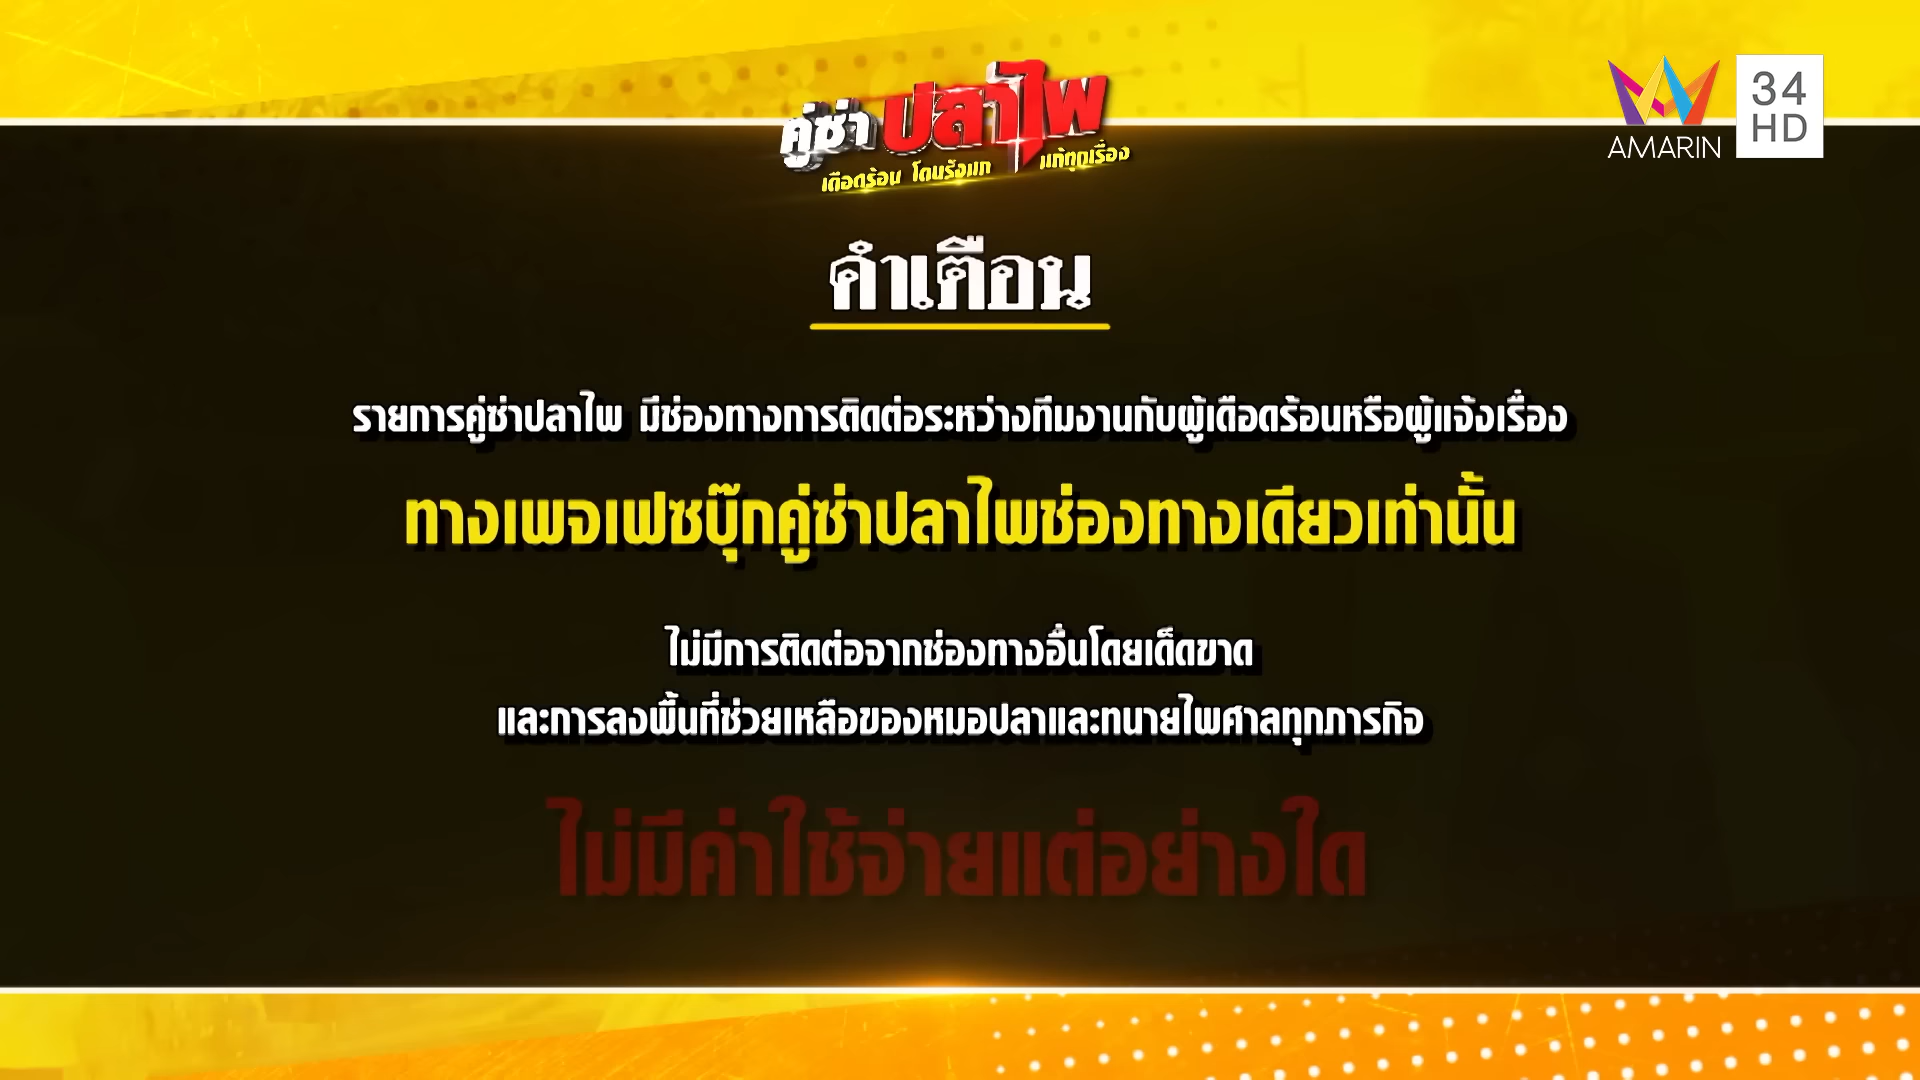 คู่ซ่า ปลาไพ
เดือดร้อน โดนรังแก แก้ทุกเรื่อง
AMARIN
34
HD
คำเตือน
รายการคู่ซ่าปลาไพ มีช่องทางการติดต่อระหว่างทีมงานกับผู้เดือดร้อนหรือผู้แจ้งเรื่อง
ทางเพจเฟซบุ๊กคู่ซ่าปลาไพช่องทางเดียวเท่านั้น
ไม่มีการติดต่อจากช่องทางอื่นโดยเด็ดขาด
และการลงพื้นที่ช่วยเหลือของหมอปลาและทนายไพศาลทุกภารกิจ
ไม่มีค่าใช้จ่ายแต่อย่างใด